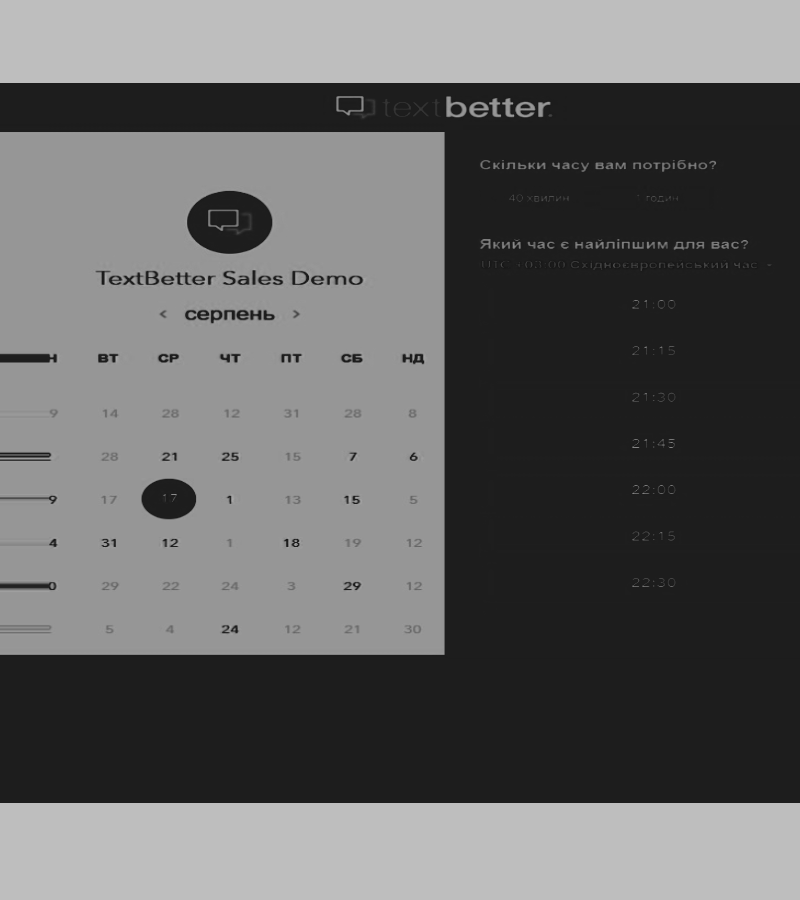 textbetter.
TextBetter Sales Demo
< серпень >
Н ВТ СР ЧТ ПТ СБ НД
9 14 28 12 31 28 8
28 21 25 15 7 6
9 17 17 1 13 15 5
4 31 12 1 18 19 12
0 29 22 24 3 29 12
5 4 24 12 21 30
Скільки часу вам потрібно?
40 хвилин 1 годин
Який час є найліпшим для вас?
UTC +03:00 Східноєвропейський час
21:00
21:15
21:30
21:45
22:00
22:15
22:30